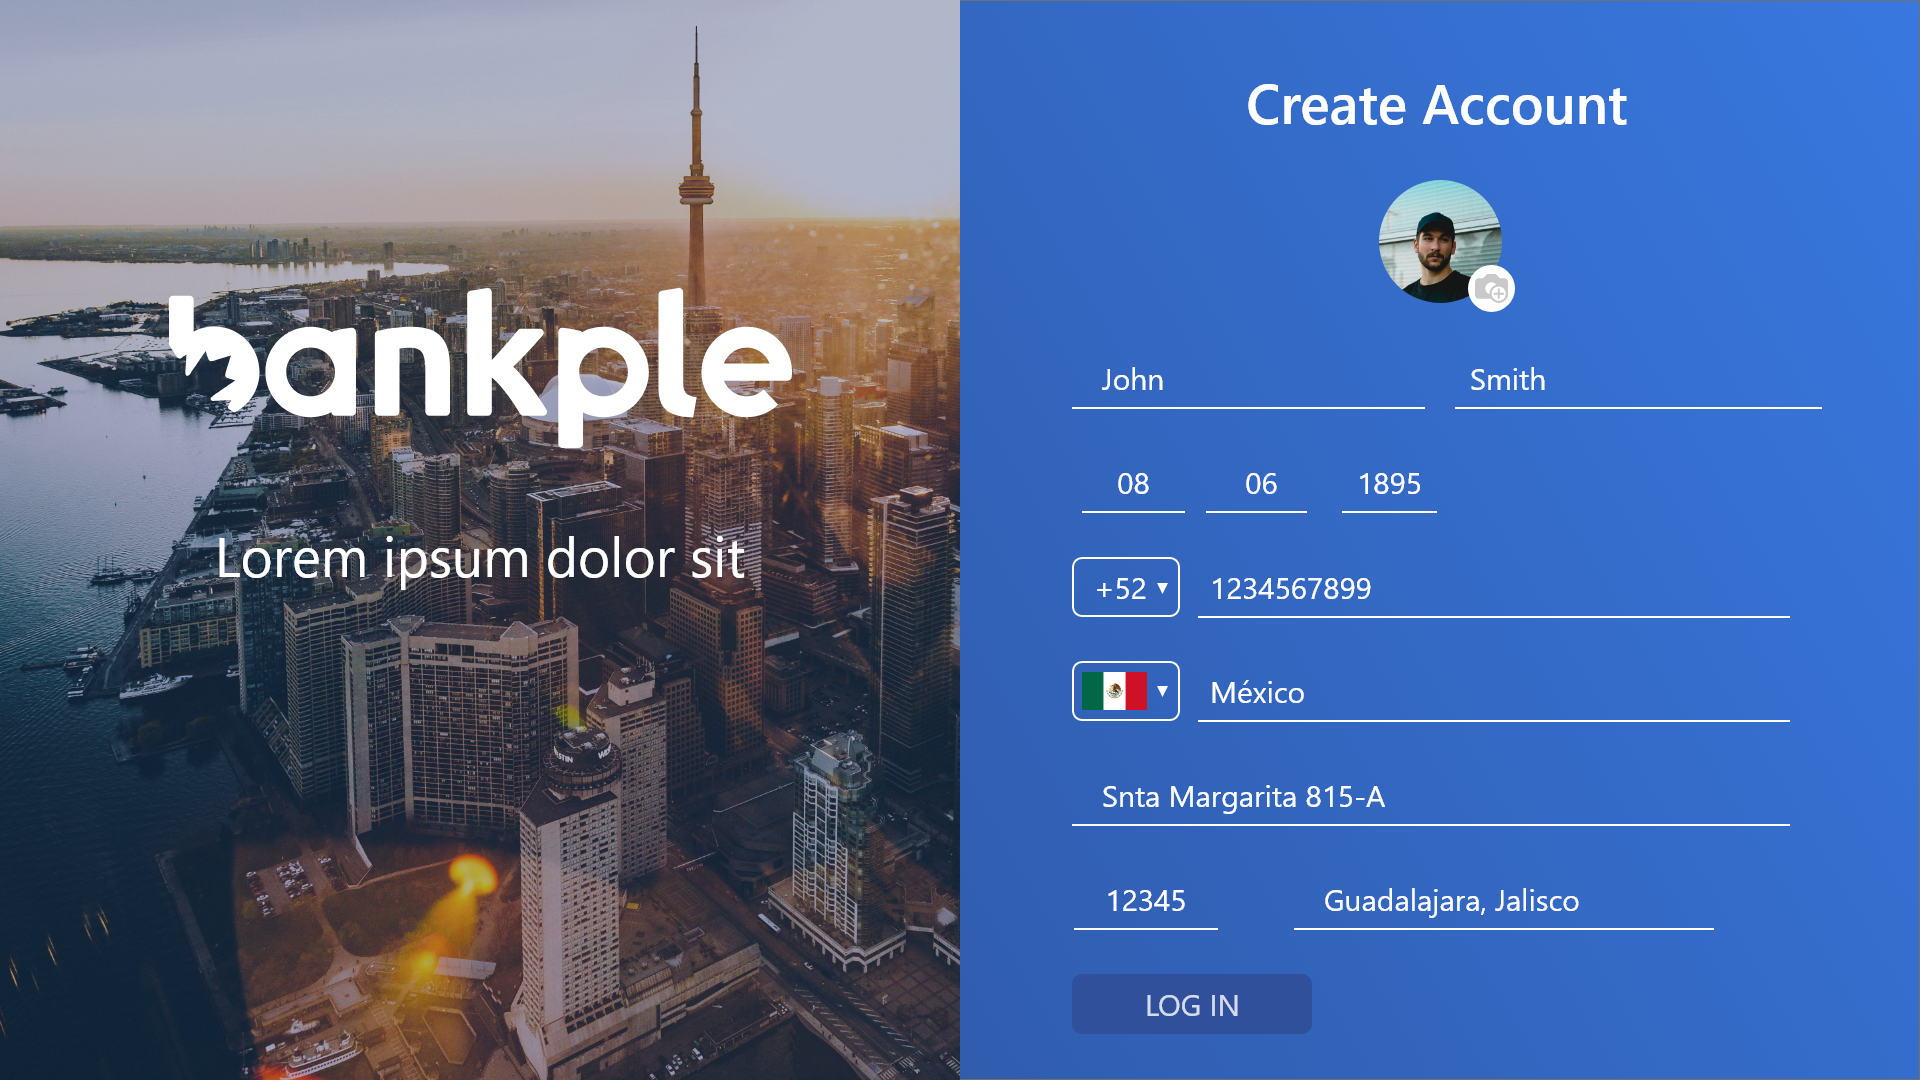 bankple
Lorem ipsum dolor sit
Create Account
John Smith
08 06 1895
+52 ▾ 1234567899
▾ México
Snta Margarita 815-A
12345 Guadalajara, Jalisco
LOG IN